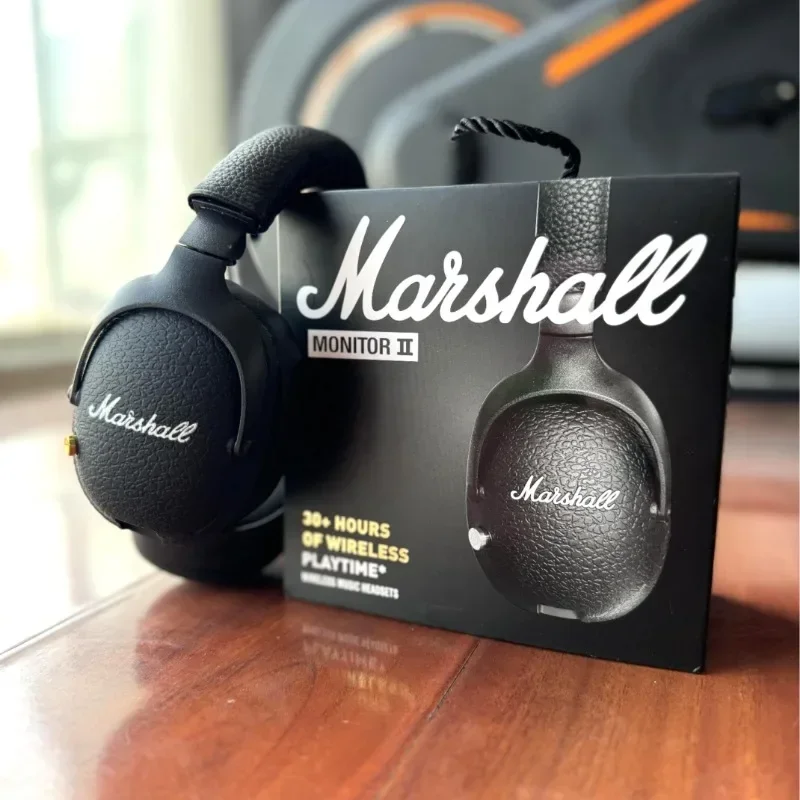 Marshall
MONITOR II
Marshall
Marshall
30+ HOURS
OF WIRELESS
PLAYTIME*
WIRELESS MUSIC HEADSETS